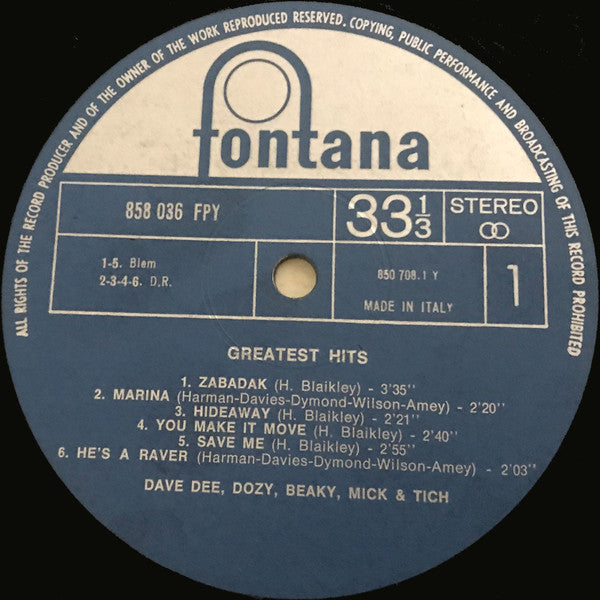 ALL RIGHTS OF THE RECORD PRODUCER AND OF THE OWNER OF THE WORK REPRODUCED RESERVED. COPYING, PUBLIC PERFORMANCE AND BROADCASTING OF THIS RECORD PROHIBITED
fontana
858 036 FPY
33 1/3
STEREO
1-5. Blem
2-3-4-6. D.R.
850 708.1 Y
MADE IN ITALY
1
GREATEST HITS
1. ZABADAK (H. Blaikley) - 3'35''
2. MARINA (Harman-Davies-Dymond-Wilson-Amey) - 2'20''
3. HIDEAWAY (H. Blaikley) - 2'21''
4. YOU MAKE IT MOVE (H. Blaikley) - 2'40''
5. SAVE ME (H. Blaikley) - 2'55''
6. HE'S A RAVER (Harman-Davies-Dymond-Wilson-Amey) - 2'03''
DAVE DEE, DOZY, BEAKY, MICK & TICH